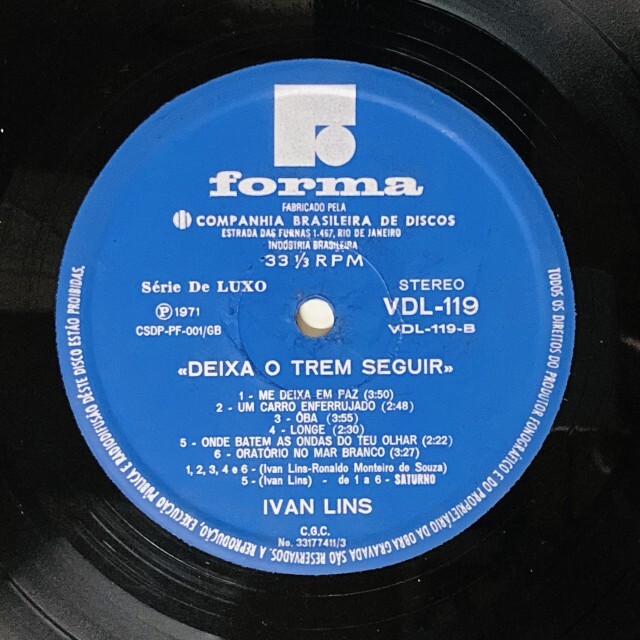 forma
FABRICADO PELA
COMPANHIA BRASILEIRA DE DISCOS
ESTRADA DAS FURNAS 1.467, RIO DE JANEIRO
INDÚSTRIA BRASILEIRA
33 ⅓ RPM
Série De LUXO
STEREO
Ⓟ 1971
VDL-119
CSDP-PF-001/GB
VDL-119-B
«DEIXA O TREM SEGUIR»
1 - ME DEIXA EM PAZ (3:50)
2 - UM CARRO ENFERRUJADO (2:48)
3 - ÔBA (3:55)
4 - LONGE (2:30)
5 - ONDE BATEM AS ONDAS DO TEU OLHAR (2:22)
6 - ORATÓRIO NO MAR BRANCO (3:27)
1, 2, 3, 4 e 6 - (Ivan Lins-Ronaldo Monteiro de Souza)
5 - (Ivan Lins) - de 1 a 6 - SATURNO
IVAN LINS
C.G.C.
No. 33177411/3
TODOS OS DIREITOS DO PRODUTOR FONOGRÁFICO E DO PROPRIETÁRIO DA OBRA GRAVADA SÃO RESERVADOS. A REPRODUÇÃO, EXECUÇÃO PÚBLICA E RADIODIFUSÃO DÊSTE DISCO ESTÃO PROIBIDAS.